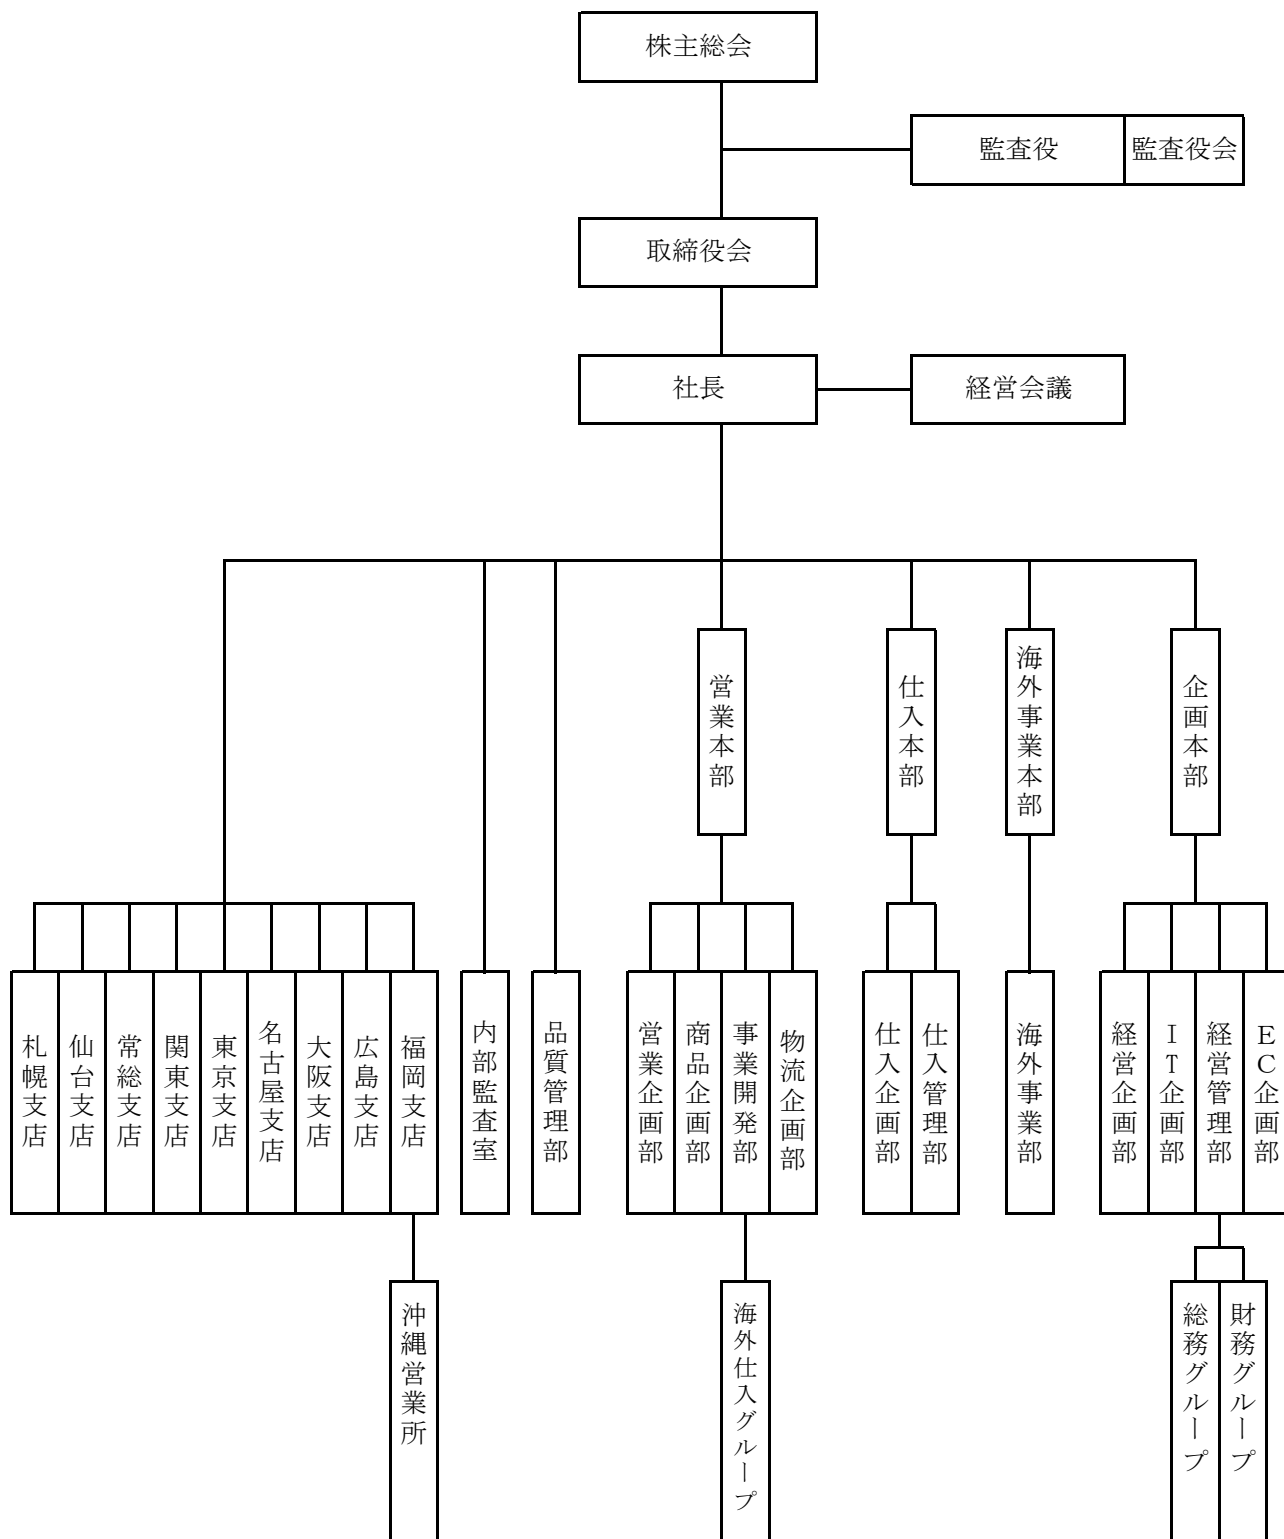 株主総会
監査役
監査役会
取締役会
社長
経営会議
営業本部
仕入本部
海外事業本部
企画本部
札幌支店
仙台支店
常総支店
関東支店
東京支店
名古屋支店
大阪支店
広島支店
福岡支店
内部監査室
品質管理部
営業企画部
商品企画部
事業開発部
物流企画部
仕入企画部
仕入管理部
海外事業部
経営企画部
IT企画部
経営管理部
EC企画部
沖縄営業所
海外仕入グループ
総務グループ
財務グループ